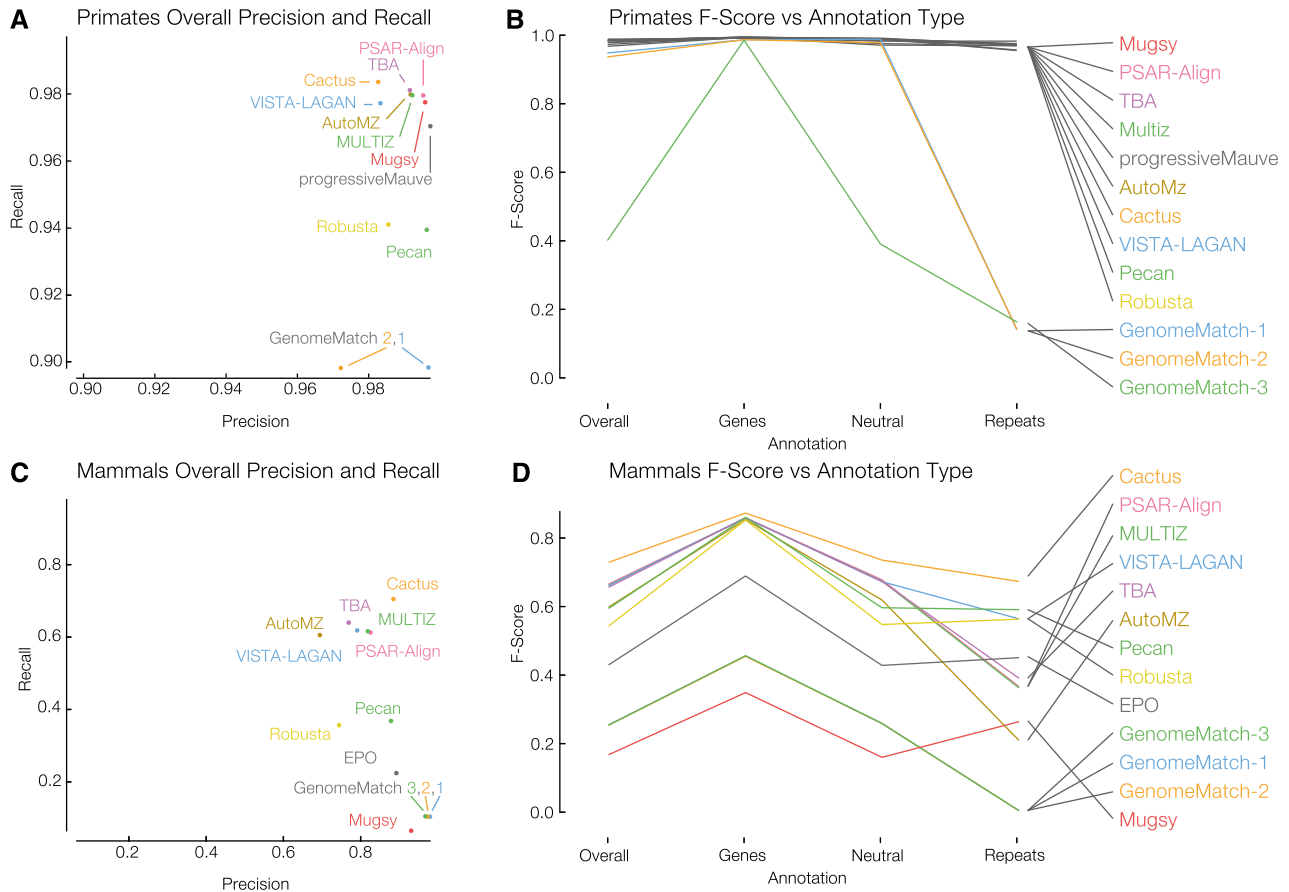 A
Primates Overall Precision and Recall
PSAR-Align
TBA
Cactus
VISTA-LAGAN
AutoMZ
MULTIZ
Mugsy
progressiveMauve
Robusta
Pecan
GenomeMatch 2,1
0.98
0.96
0.94
0.92
0.90
Recall
0.90 0.92 0.94 0.96 0.98
Precision
B
Primates F-Score vs Annotation Type
1.0
0.8
0.6
0.4
0.2
0.0
F-Score
Overall Genes Neutral Repeats
Annotation
Mugsy
PSAR-Align
TBA
Multiz
progressiveMauve
AutoMz
Cactus
VISTA-LAGAN
Pecan
Robusta
GenomeMatch-1
GenomeMatch-2
GenomeMatch-3
C
Mammals Overall Precision and Recall
Cactus
TBA
MULTIZ
AutoMZ
VISTA-LAGAN
PSAR-Align
Pecan
Robusta
EPO
GenomeMatch 3,2,1
Mugsy
0.8
0.6
0.4
0.2
Recall
0.2 0.4 0.6 0.8
Precision
D
Mammals F-Score vs Annotation Type
0.8
0.6
0.4
0.2
0.0
F-Score
Overall Genes Neutral Repeats
Annotation
Cactus
PSAR-Align
MULTIZ
VISTA-LAGAN
TBA
AutoMZ
Pecan
Robusta
EPO
GenomeMatch-3
GenomeMatch-1
GenomeMatch-2
Mugsy